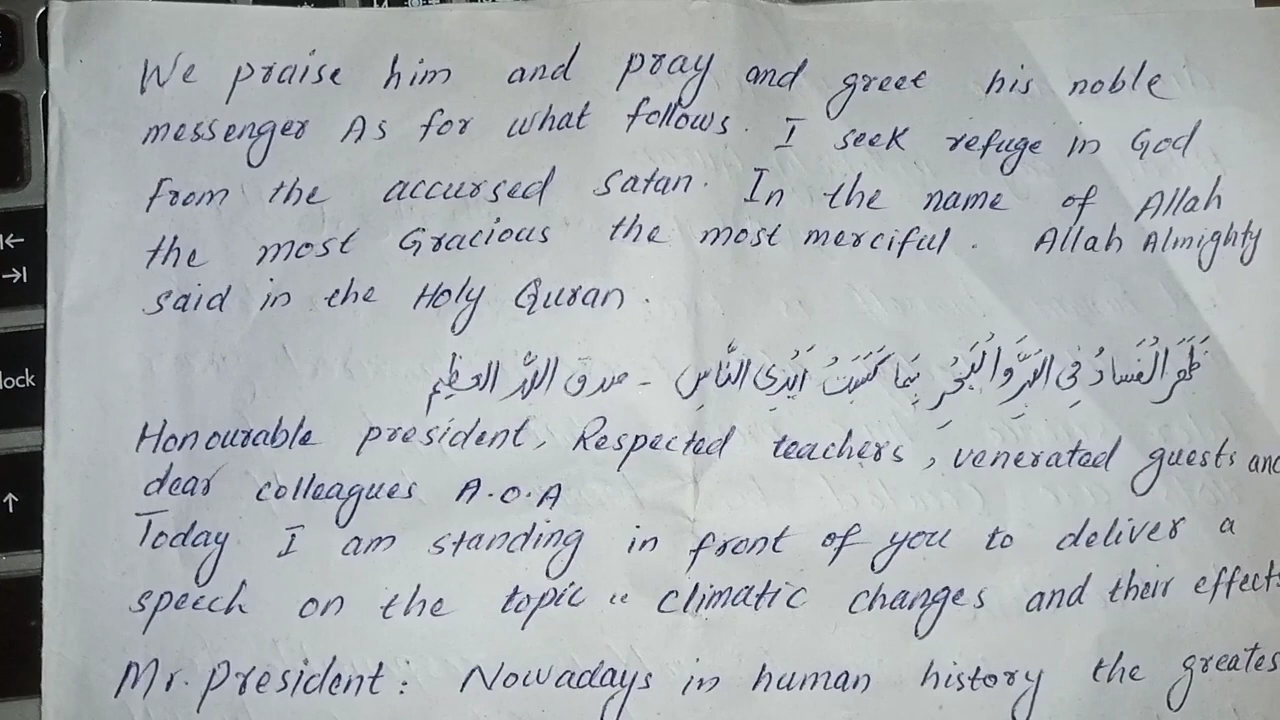 We praise him and pray and greet his noble
messenger As for what follows. I seek refuge in God
from the accursed satan. In the name of Allah
the most Gracious the most merciful. Allah Almighty
said in the Holy Quran.
ظَهَرَ الْفَسَادُ فِی الْبَرِّ وَالْبَحْرِ بِمَا كَسَبَتْ اَيْدِی النَّاسِ - صدق اللہ العظیم
Honourable president, Respected teachers, venerated guests and
dear colleagues A.O.A
Today I am standing in front of you to deliver a
speech on the topic “ climatic changes and their effects
Mr. President: Nowadays in human history the greates
lock